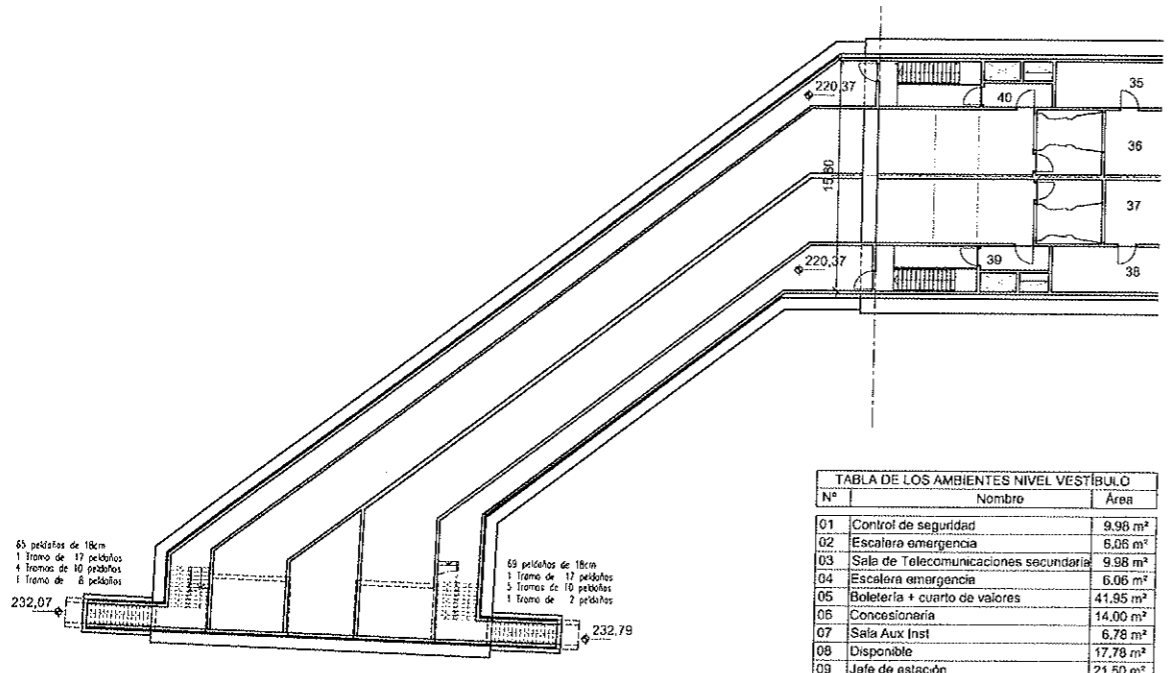 220,37
35
40
36
15,80
37
220,37
39
38
65 peldaños de 18cm
1 Tramo de 17 peldaños
4 Tramos de 10 peldaños
1 Tramo de 8 peldaños
232,07
69 peldaños de 18cm
1 Tramo de 17 peldaños
5 Tramos de 10 peldaños
1 Tramo de 2 peldaños
232,79
TABLA DE LOS AMBIENTES NIVEL VESTÍBULO
Nº Nombre Área
01 Control de seguridad 9.98 m²
02 Escalera emergencia 6,06 m²
03 Sala de Telecomunicaciones secundaria 9.98 m²
04 Escalera emergencia 6.06 m²
05 Boletería + cuarto de valores 41.95 m²
06 Concesionaria 14.00 m²
07 Sala Aux Inst 6.78 m²
08 Disponible 17.78 m²
09 Jefe de estación 21.50 m²